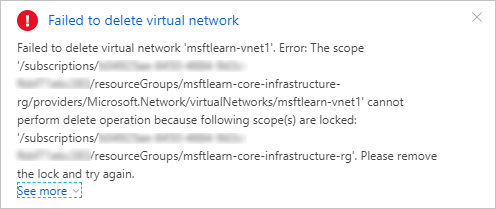 Failed to delete virtual network
Failed to delete virtual network 'msftlearn-vnet1'. Error: The scope
'/subscriptions/
/resourceGroups/msftlearn-core-infrastructure-
rg/providers/Microsoft.Network/virtualNetworks/msftlearn-vnet1' cannot
perform delete operation because following scope(s) are locked:
'/subscriptions/
/resourceGroups/msftlearn-core-infrastructure-rg'. Please remove
the lock and try again.
See more